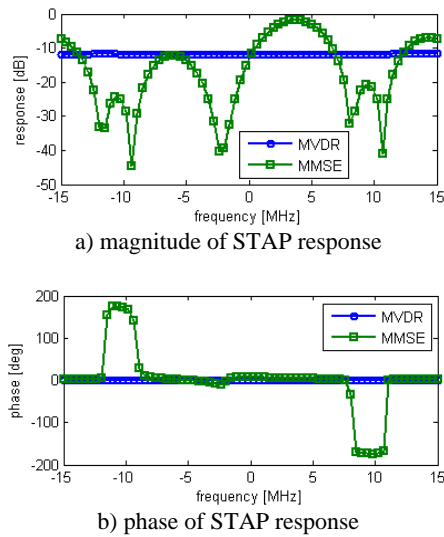 0
-10
-20
-30
-40
-50
response [dB]
MVDR
MMSE
-15 -10 -5 0 5 10 15
frequency [MHz]
a) magnitude of STAP response
200
100
0
-100
-200
phase [deg]
MVDR
MMSE
-15 -10 -5 0 5 10 15
frequency [MHz]
b) phase of STAP response